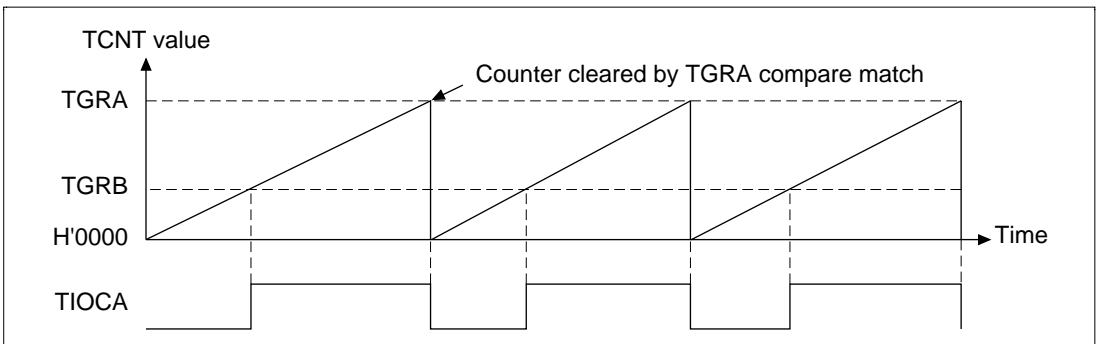 TCNT value
Counter cleared by TGRA compare match
TGRA
TGRB
H'0000
Time
TIOCA